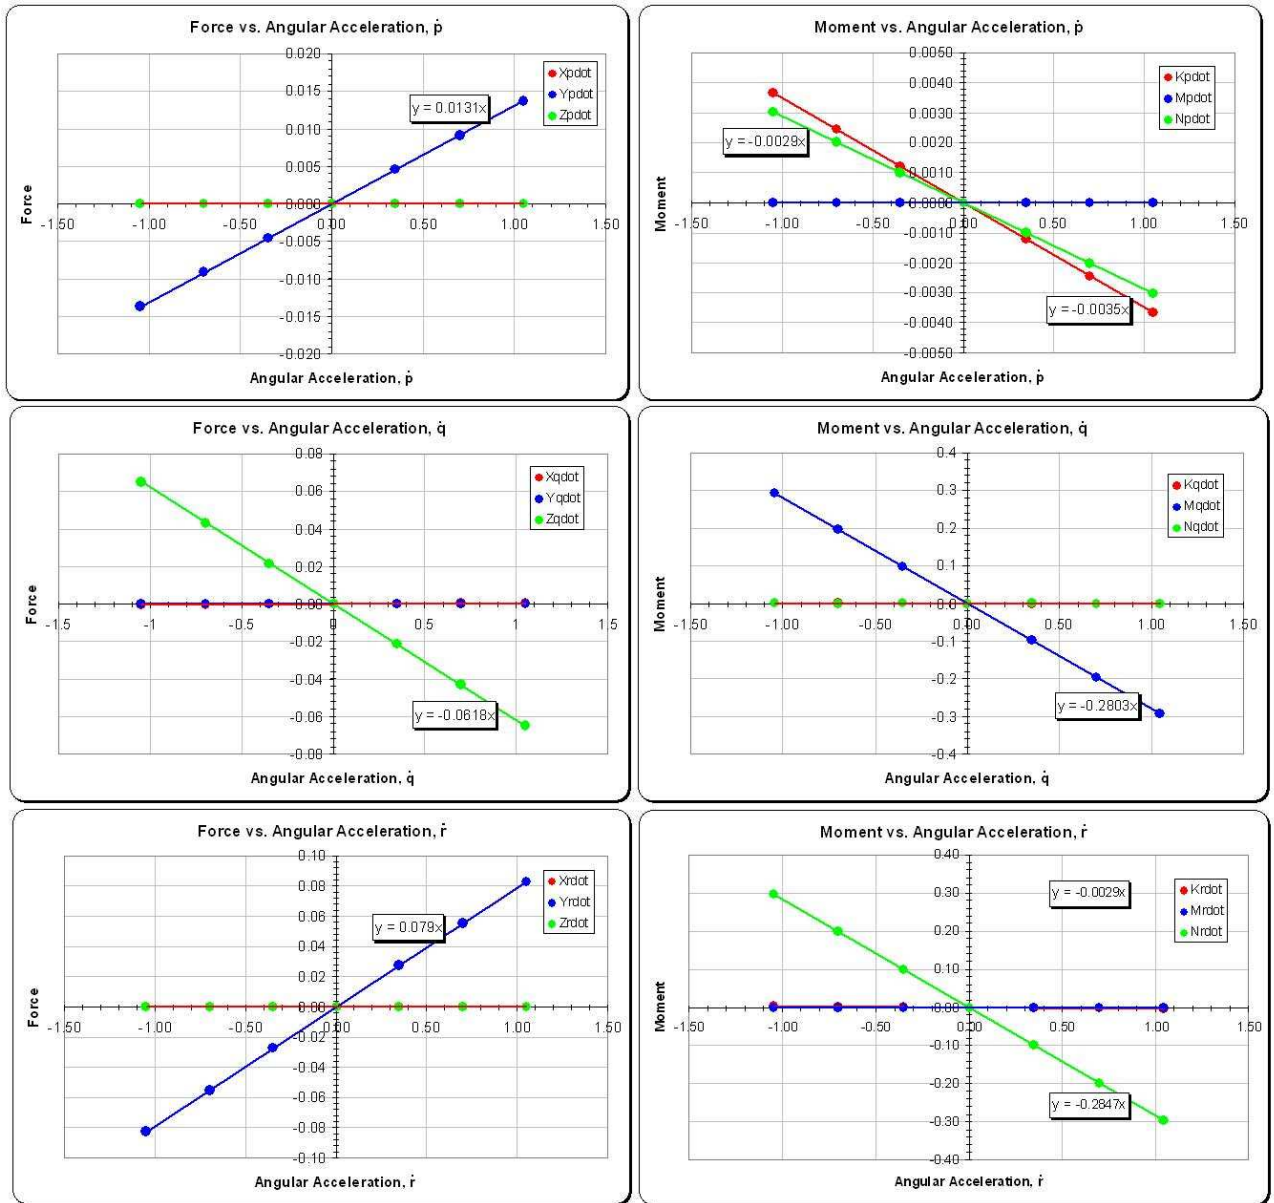 Force vs. Angular Acceleration, ṗ
0.020
0.015
0.010
0.005
0.000
-0.005
-0.010
-0.015
-0.020
-1.50 -1.00 -0.50 0.00 0.50 1.00 1.50
Force
y = 0.0131x
Xpdot
Ypdot
Zpdot
Angular Acceleration, ṗ
Moment vs. Angular Acceleration, ṗ
0.0050
0.0040
0.0030
0.0020
0.0010
0.0000
-0.0010
-0.0020
-0.0030
-0.0040
-0.0050
-1.50 -1.00 -0.50 0.00 0.50 1.00 1.50
Moment
y = -0.0029x
y = -0.0035x
Kpdot
Mpdot
Npdot
Angular Acceleration, ṗ
Force vs. Angular Acceleration, q̇
0.08
0.06
0.04
0.02
0.00
-0.02
-0.04
-0.06
-0.08
-1.5 -1 -0.5 0 0.5 1 1.5
Force
y = -0.0618x
Xqdot
Yqdot
Zqdot
Angular Acceleration, q̇
Moment vs. Angular Acceleration, q̇
0.4
0.3
0.2
0.1
0.0
-0.1
-0.2
-0.3
-0.4
-1.50 -1.00 -0.50 0.00 0.50 1.00 1.50
Moment
y = -0.2803x
Kqdot
Mqdot
Nqdot
Angular Acceleration, q̇
Force vs. Angular Acceleration, ṙ
0.10
0.08
0.06
0.04
0.02
0.00
-0.02
-0.04
-0.06
-0.08
-0.10
-1.50 -1.00 -0.50 0.00 0.50 1.00 1.50
Force
y = 0.079x
Xrdot
Yrdot
Zrdot
Angular Acceleration, ṙ
Moment vs. Angular Acceleration, ṙ
0.40
0.30
0.20
0.10
0.00
-0.10
-0.20
-0.30
-0.40
-1.50 -1.00 -0.50 0.00 0.50 1.00 1.50
Moment
y = -0.0029x
y = -0.2847x
Krdot
Mrdot
Nrdot
Angular Acceleration, ṙ